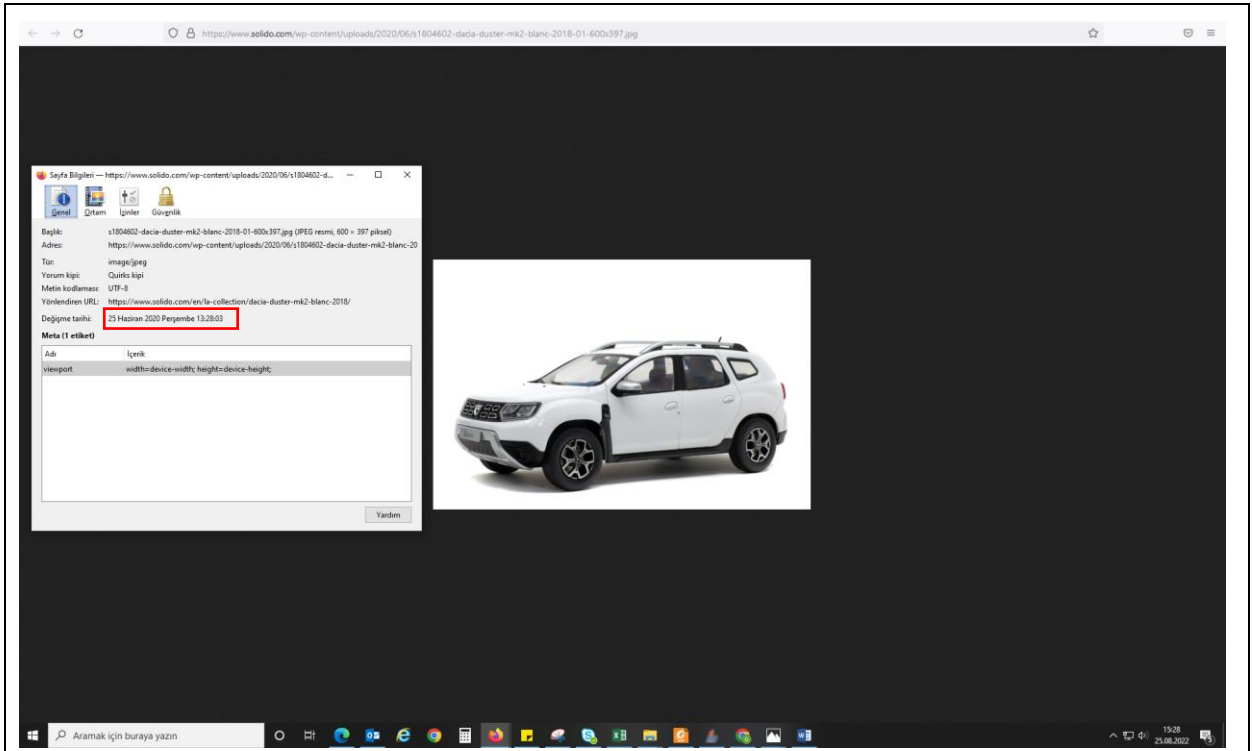 https://www.solido.com/wp-content/uploads/2020/06/s1804602-dacia-duster-mk2-blanc-2018-01-600x397.jpg
Sayfa Bilgileri — https://www.solido.com/wp-content/uploads/2020/06/s1804602-d...
Genel Ortam İzinler Güvenlik
Başlık: s1804602-dacia-duster-mk2-blanc-2018-01-600x397.jpg (JPEG resmi, 600 × 397 piksel)
Adres: https://www.solido.com/wp-content/uploads/2020/06/s1804602-dacia-duster-mk2-blanc-20
Tür: image/jpeg
Yorum kipi: Quirks kipi
Metin kodlaması: UTF-8
Yönlendiren URL: https://www.solido.com/en/la-collection/dacia-duster-mk2-blanc-2018/
Değişme tarihi: 25 Haziran 2020 Perşembe 13:28:03
Meta (1 etiket)
Adı İçerik
viewport width=device-width; height=device-height;
Yardım
Aramak için buraya yazın
15:28
25.08.2022